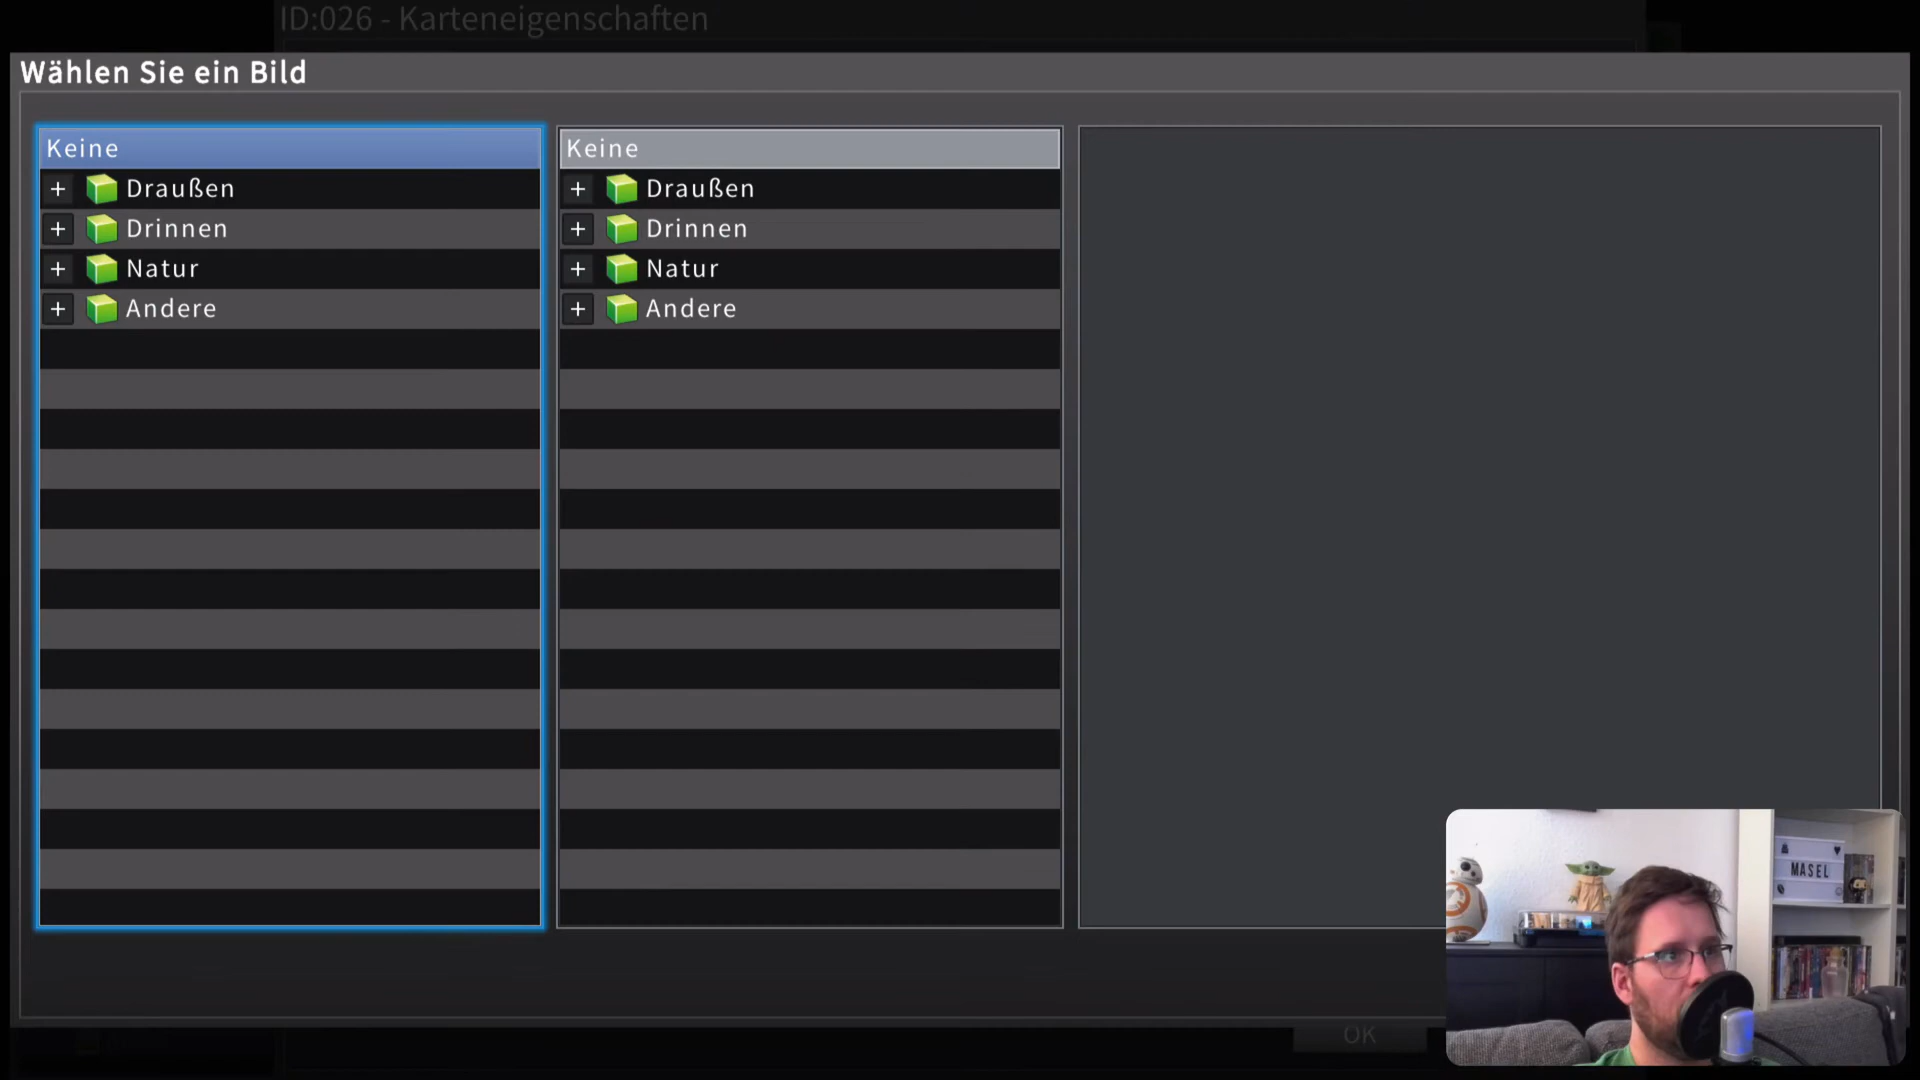 ID:026 - Karteneigenschaften
Wählen Sie ein Bild
Keine
+ Draußen
+ Drinnen
+ Natur
+ Andere
Keine
+ Draußen
+ Drinnen
+ Natur
+ Andere
OK
MASEL